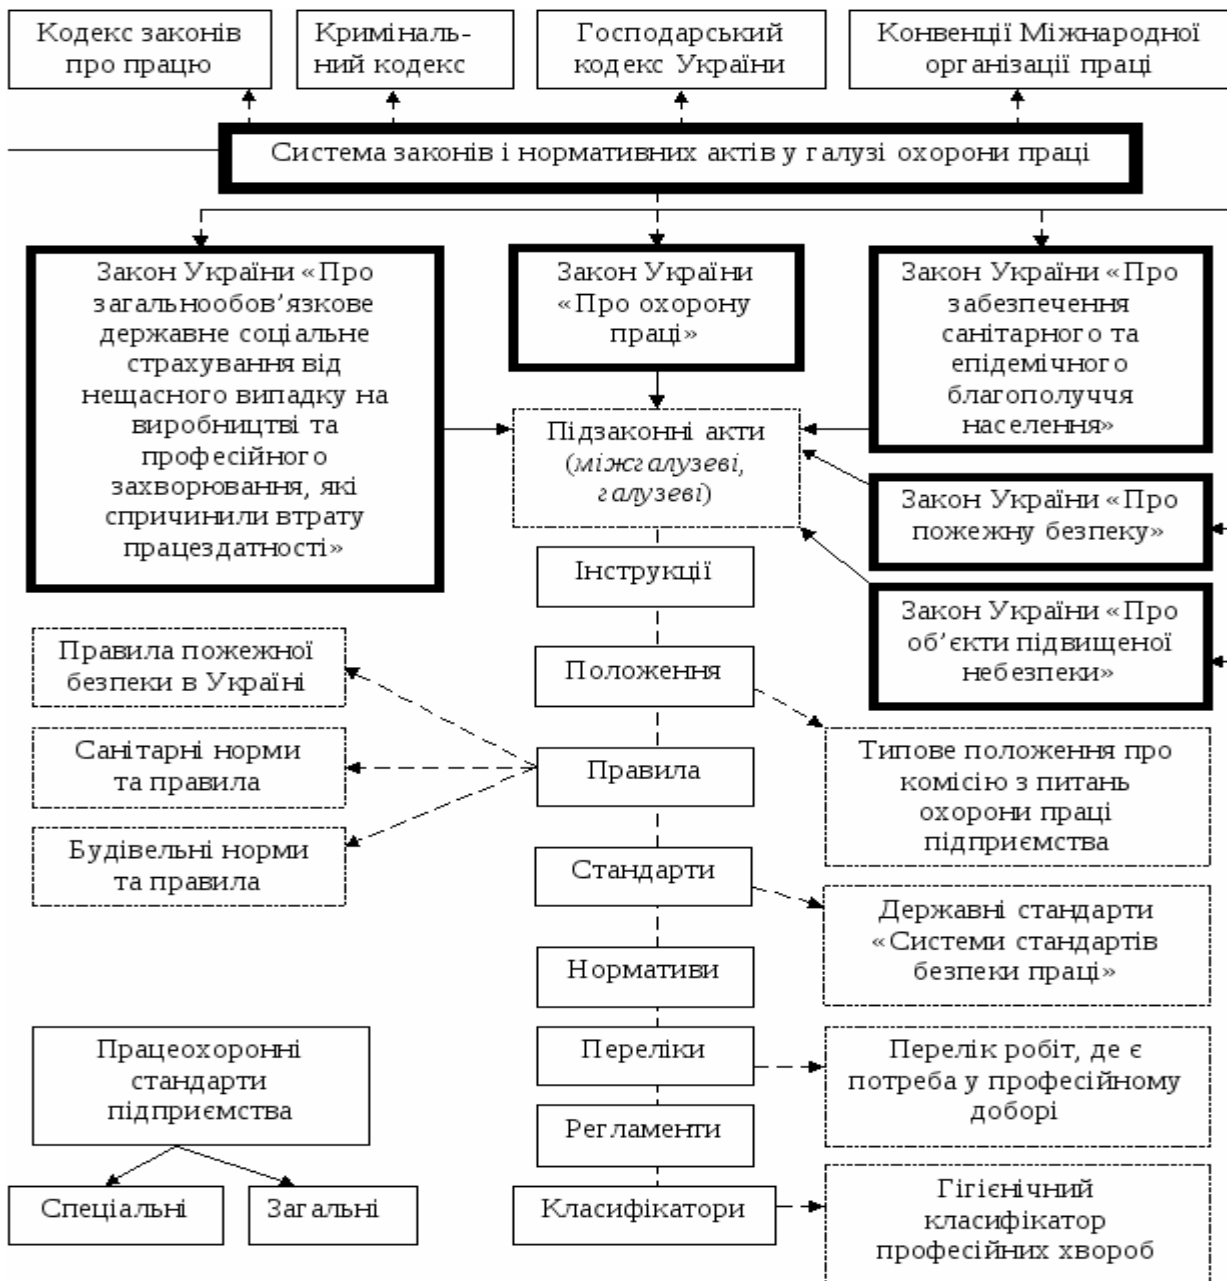 Кодекс законів
про працю
Криміналь-
ний кодекс
Господарський
кодекс України
Конвенції Міжнародної
організації праці
Система законів і нормативних актів у галузі охорони праці
Закон України «Про
загальнообов’язкове
державне соціальне
страхування від
нещасного випадку на
виробництві та
професійного
захворювання, які
спричинили втрату
працездатності»
Закон України
«Про охорону
праці»
Закон України «Про
забезпечення
санітарного та
епідемічного
благополуччя
населення»
Підзаконні акти
(міжгалузеві,
галузеві)
Закон України «Про
пожежну безпеку»
Закон України «Про
об’єкти підвищеної
небезпеки»
Інструкції
Положення
Правила
Стандарти
Нормативи
Переліки
Регламенти
Класифікатори
Правила пожежної
безпеки в Україні
Санітарні норми
та правила
Будівельні норми
та правила
Типове положення про
комісію з питань
охорони праці
підприємства
Державні стандарти
«Системи стандартів
безпеки праці»
Перелік робіт, де є
потреба у професійному
доборі
Гігієнічний
класифікатор
професійних хвороб
Працеохоронні
стандарти
підприємства
Спеціальні
Загальні